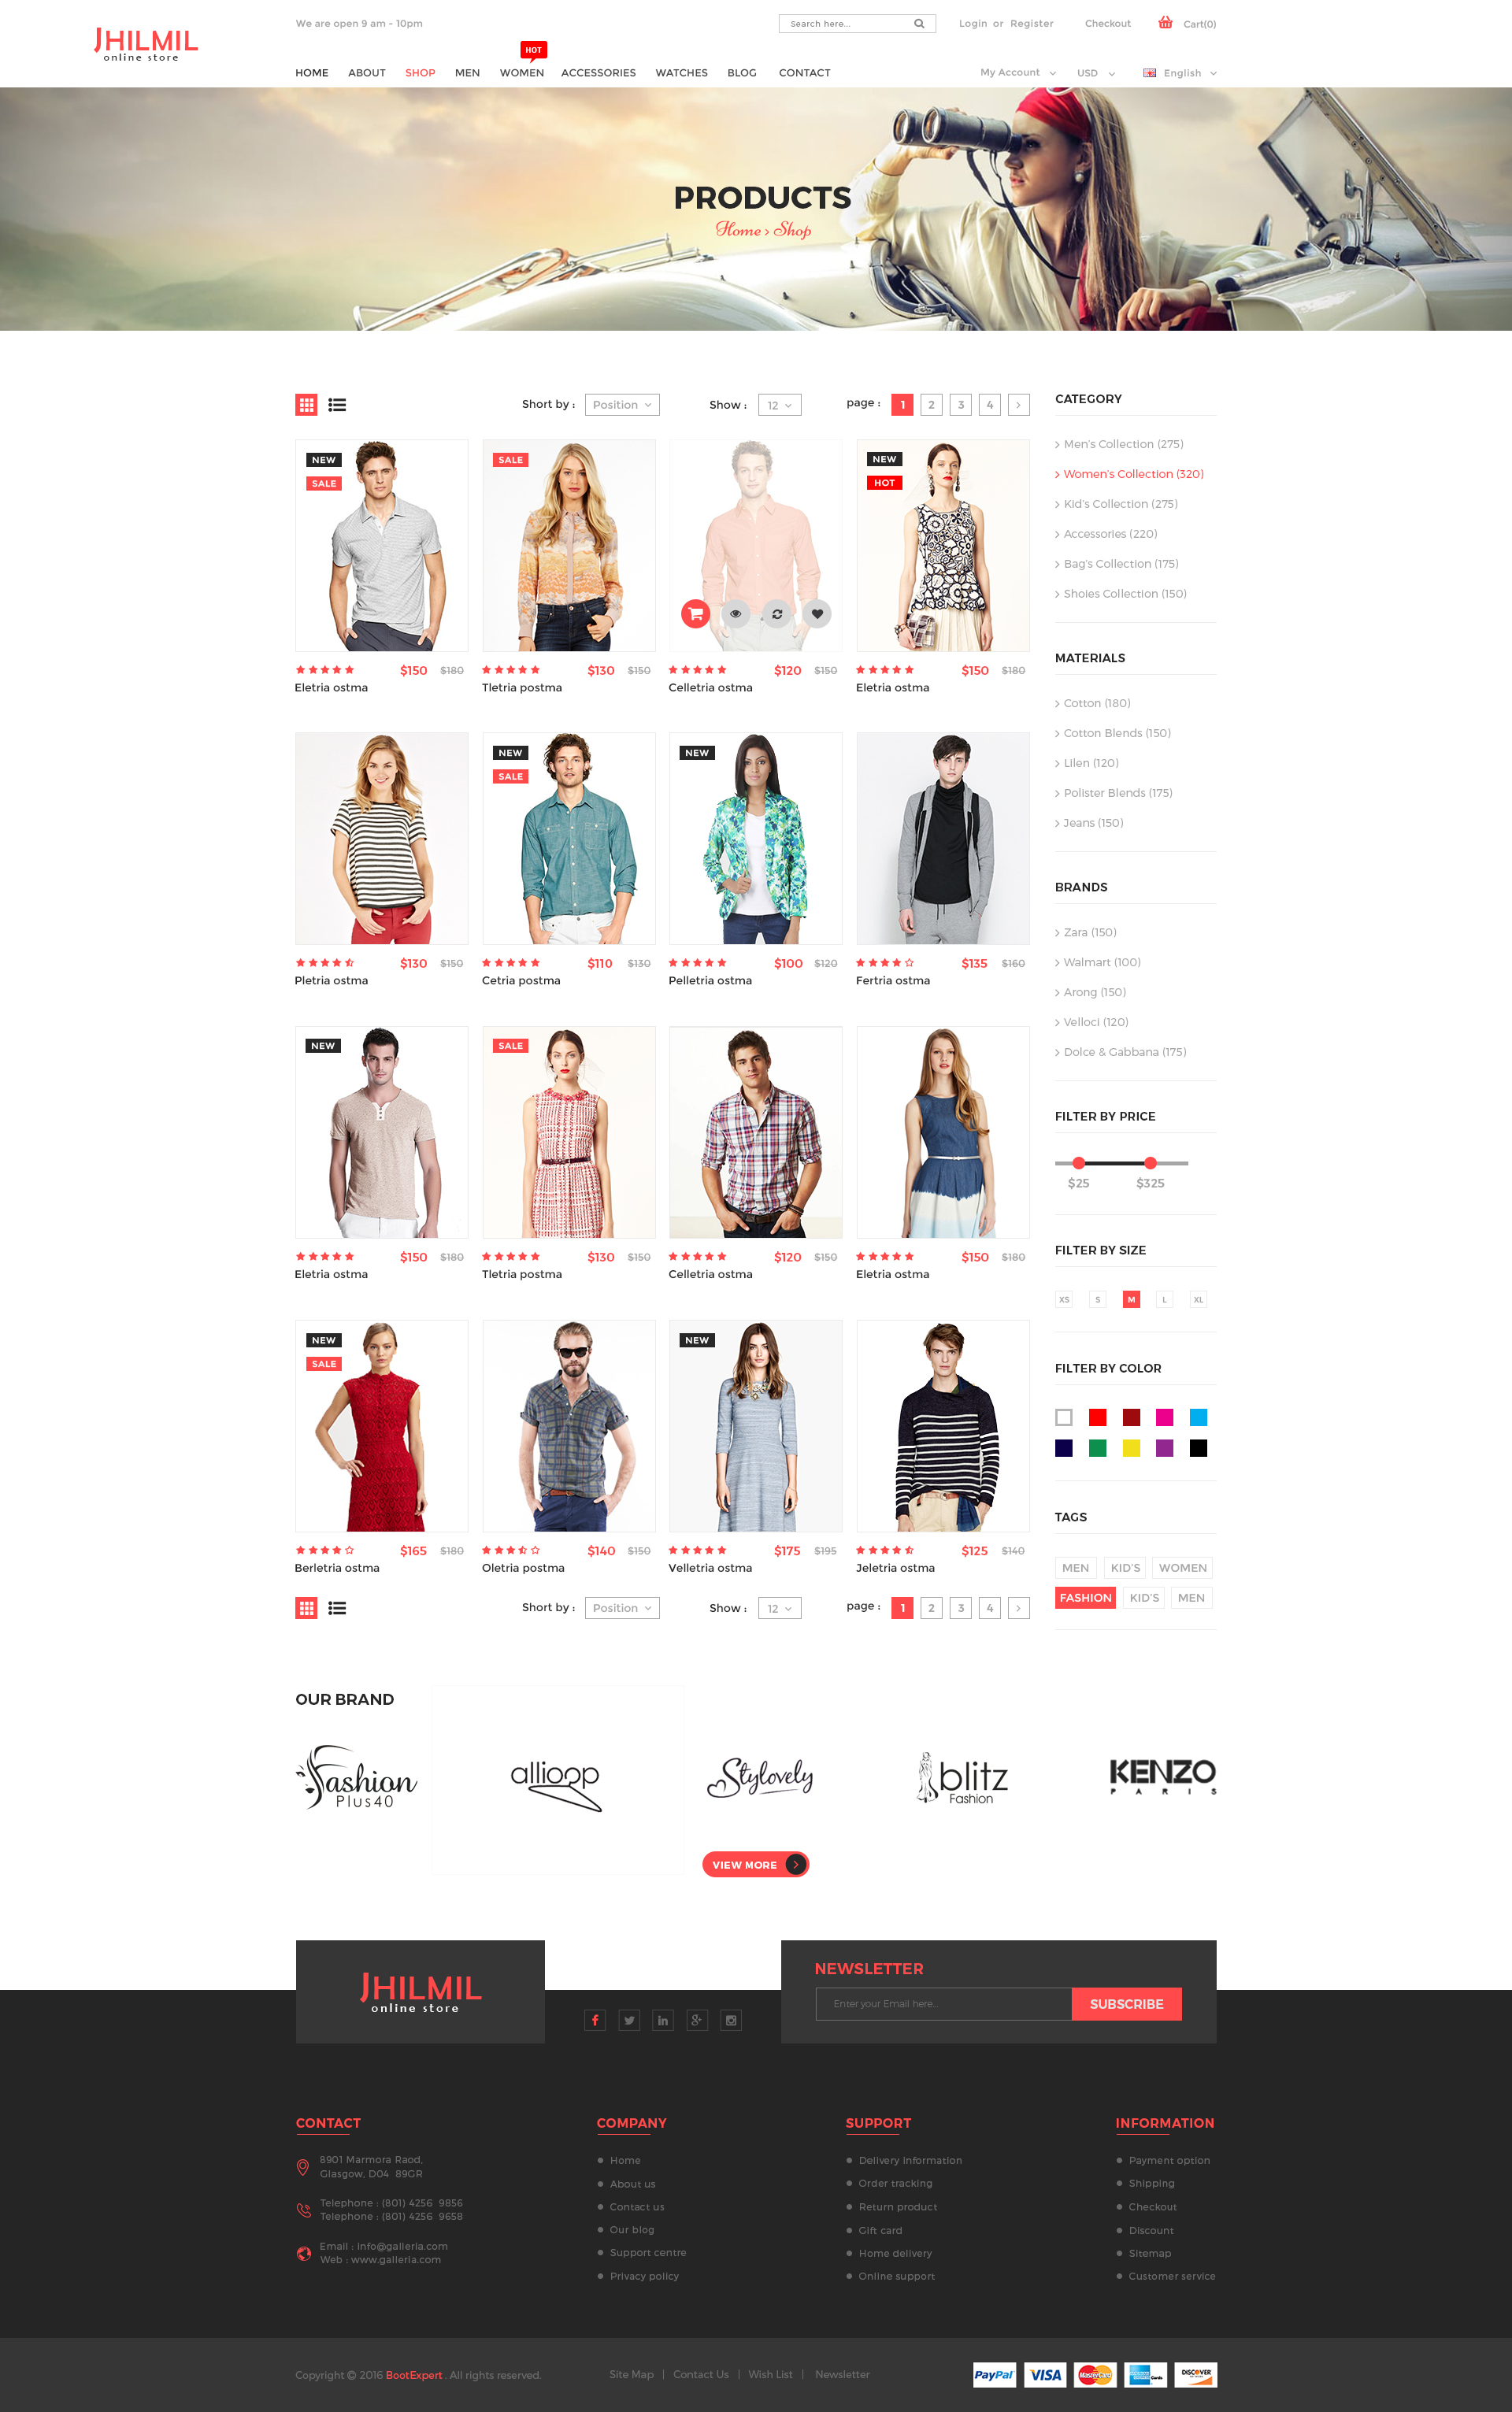 We are open 9 am - 10pm
Search here...
Login or Register
Checkout
Cart(0)
JHILMIL
online store
HOT
HOME ABOUT SHOP MEN WOMEN ACCESSORIES WATCHES BLOG CONTACT
My Account
USD
English
PRODUCTS
Home > Shop
Short by : Position
Show : 12
page : 1 2 3 4 >
NEW
SALE
SALE
NEW
HOT
$150 $180
Eletria ostma
$130 $150
Tletria postma
$120 $150
Celletria ostma
$150 $180
Eletria ostma
NEW
SALE
NEW
$130 $150
Pletria ostma
$110 $130
Cetria postma
$100 $120
Pelletria ostma
$135 $160
Fertria ostma
NEW
SALE
$150 $180
Eletria ostma
$130 $150
Tletria postma
$120 $150
Celletria ostma
$150 $180
Eletria ostma
NEW
SALE
NEW
$165 $180
Berletria ostma
$140 $150
Oletria postma
$175 $195
Velletria ostma
$125 $140
Jeletria ostma
Short by : Position
Show : 12
page : 1 2 3 4 >
CATEGORY
> Men's Collection (275)
> Women's Collection (320)
> Kid's Collection (275)
> Accessories (220)
> Bag's Collection (175)
> Shoies Collection (150)
MATERIALS
> Cotton (180)
> Cotton Blends (150)
> Lilen (120)
> Polister Blends (175)
> Jeans (150)
BRANDS
> Zara (150)
> Walmart (100)
> Arong (150)
> Velloci (120)
> Dolce & Gabbana (175)
FILTER BY PRICE
$25 $325
FILTER BY SIZE
XS S M L XL
FILTER BY COLOR
TAGS
MEN KID'S WOMEN
FASHION KID'S MEN
OUR BRAND
Fashion
Plus40
allioop
Stylovely
blitz
Fashion
KENZO
PARIS
VIEW MORE >
JHILMIL
online store
NEWSLETTER
Enter your Email here...
SUBSCRIBE
CONTACT
8901 Marmora Raod,
Glasgow, D04 89GR
Telephone : (801) 4256 9856
Telephone : (801) 4256 9658
Email : info@galleria.com
Web : www.galleria.com
COMPANY
Home
About us
Contact us
Our blog
Support centre
Privacy policy
SUPPORT
Delivery information
Order tracking
Return product
Gift card
Home delivery
Online support
INFORMATION
Payment option
Shipping
Checkout
Discount
Sitemap
Customer service
Copyright © 2016 BootExpert . All rights reserved.
Site Map | Contact Us | Wish List | Newsletter
PayPal
VISA
MasterCard
AMERICAN EXPRESS Cards
DISCOVER